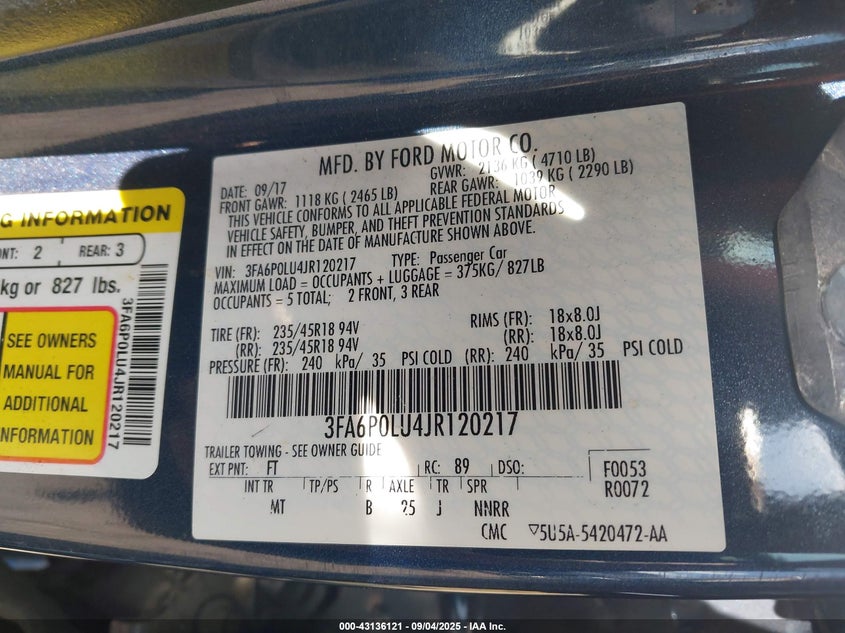 G INFORMATION
NT: 2 REAR: 3
kg or 827 lbs.
SEE OWNERS
MANUAL FOR
ADDITIONAL
INFORMATION
3FA6P0LU4JR120217
MFD. BY FORD MOTOR CO.
DATE: 09/17 GVWR: 2136 KG ( 4710 LB)
FRONT GAWR: 1118 KG ( 2465 LB) REAR GAWR: 1039 KG ( 2290 LB)
THIS VEHICLE CONFORMS TO ALL APPLICABLE FEDERAL MOTOR
VEHICLE SAFETY, BUMPER, AND THEFT PREVENTION STANDARDS
IN EFFECT ON THE DATE OF MANUFACTURE SHOWN ABOVE.
VIN: 3FA6P0LU4JR120217 TYPE: Passenger Car
MAXIMUM LOAD = OCCUPANTS + LUGGAGE = 375KG/ 827LB
OCCUPANTS = 5 TOTAL; 2 FRONT, 3 REAR
TIRE (FR): 235/45R18 94V RIMS (FR): 18x8.0J
(RR): 235/45R18 94V (RR): 18x8.0J
PRESSURE (FR): 240 kPa/ 35 PSI COLD (RR): 240 kPa/ 35 PSI COLD
3FA6P0LU4JR120217
TRAILER TOWING - SEE OWNER GUIDE
EXT PNT: FT RC: 89 DSO: F0053
INT TR TP/PS R AXLE TR SPR R0072
MT B 25 J NNRR
CMC ▽5U5A-5420472-AA
000-43136121 - 09/04/2025 - IAA Inc.